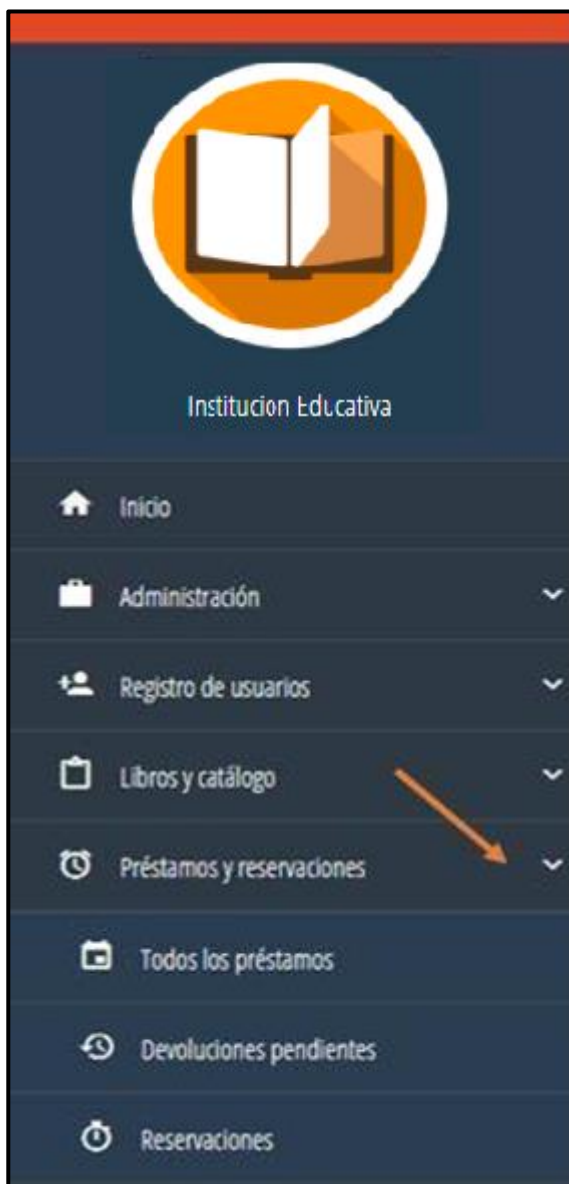 Institucion Educativa
Inicio
Administración
Registro de usuarios
Libros y catálogo
Préstamos y reservaciones
Todos los préstamos
Devoluciones pendientes
Reservaciones